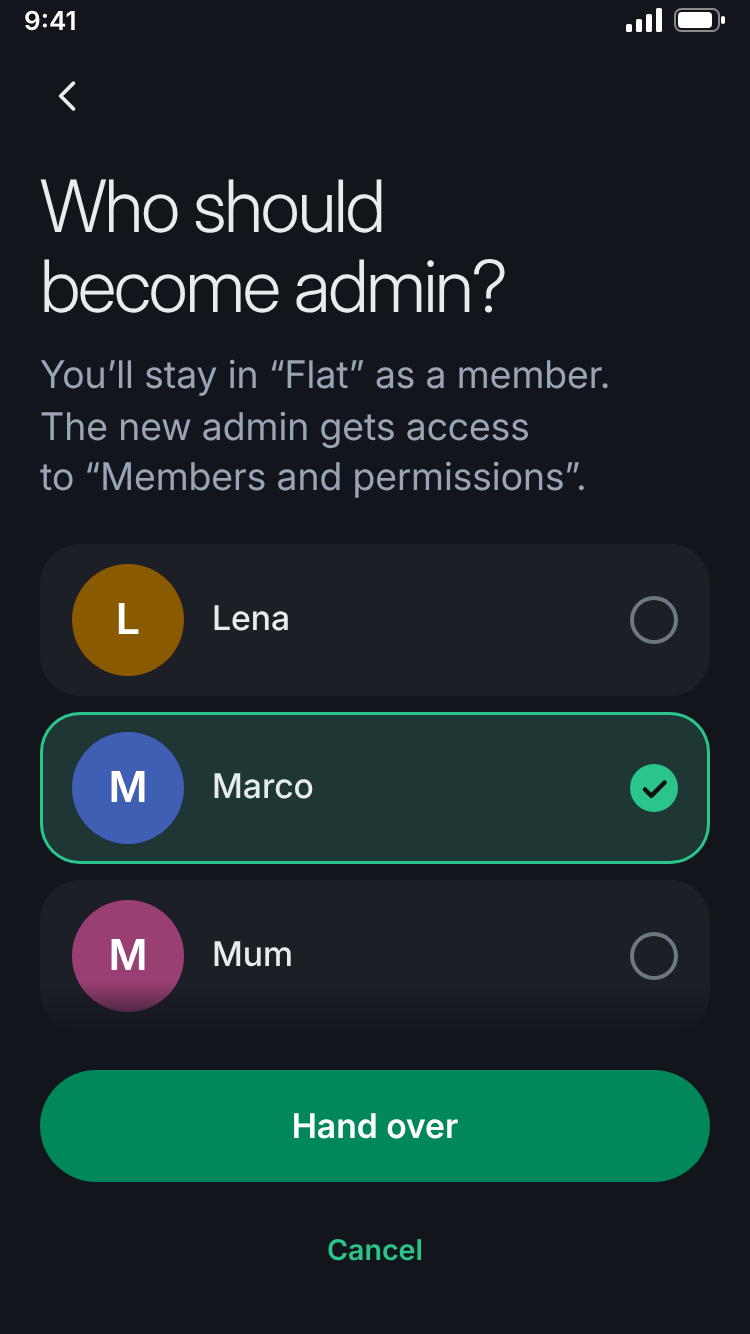 9:41
Who should
become admin?
You’ll stay in “Flat” as a member.
The new admin gets access
to “Members and permissions”.
L
Lena
M
Marco
M
Mum
Hand over
Cancel